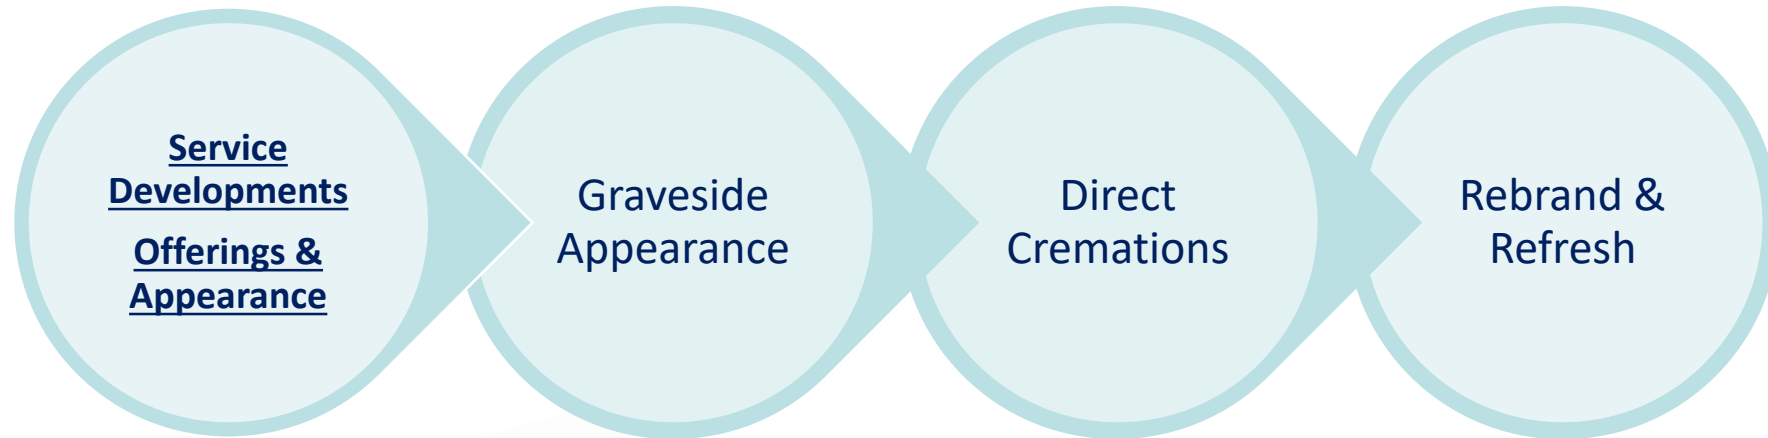 Service
Developments
Offerings &
Appearance
Graveside
Appearance
Direct
Cremations
Rebrand &
Refresh